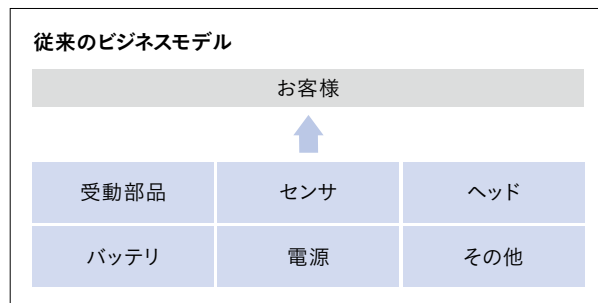 従来のビジネスモデル
お客様
受動部品 センサ ヘッド
バッテリ 電源 その他